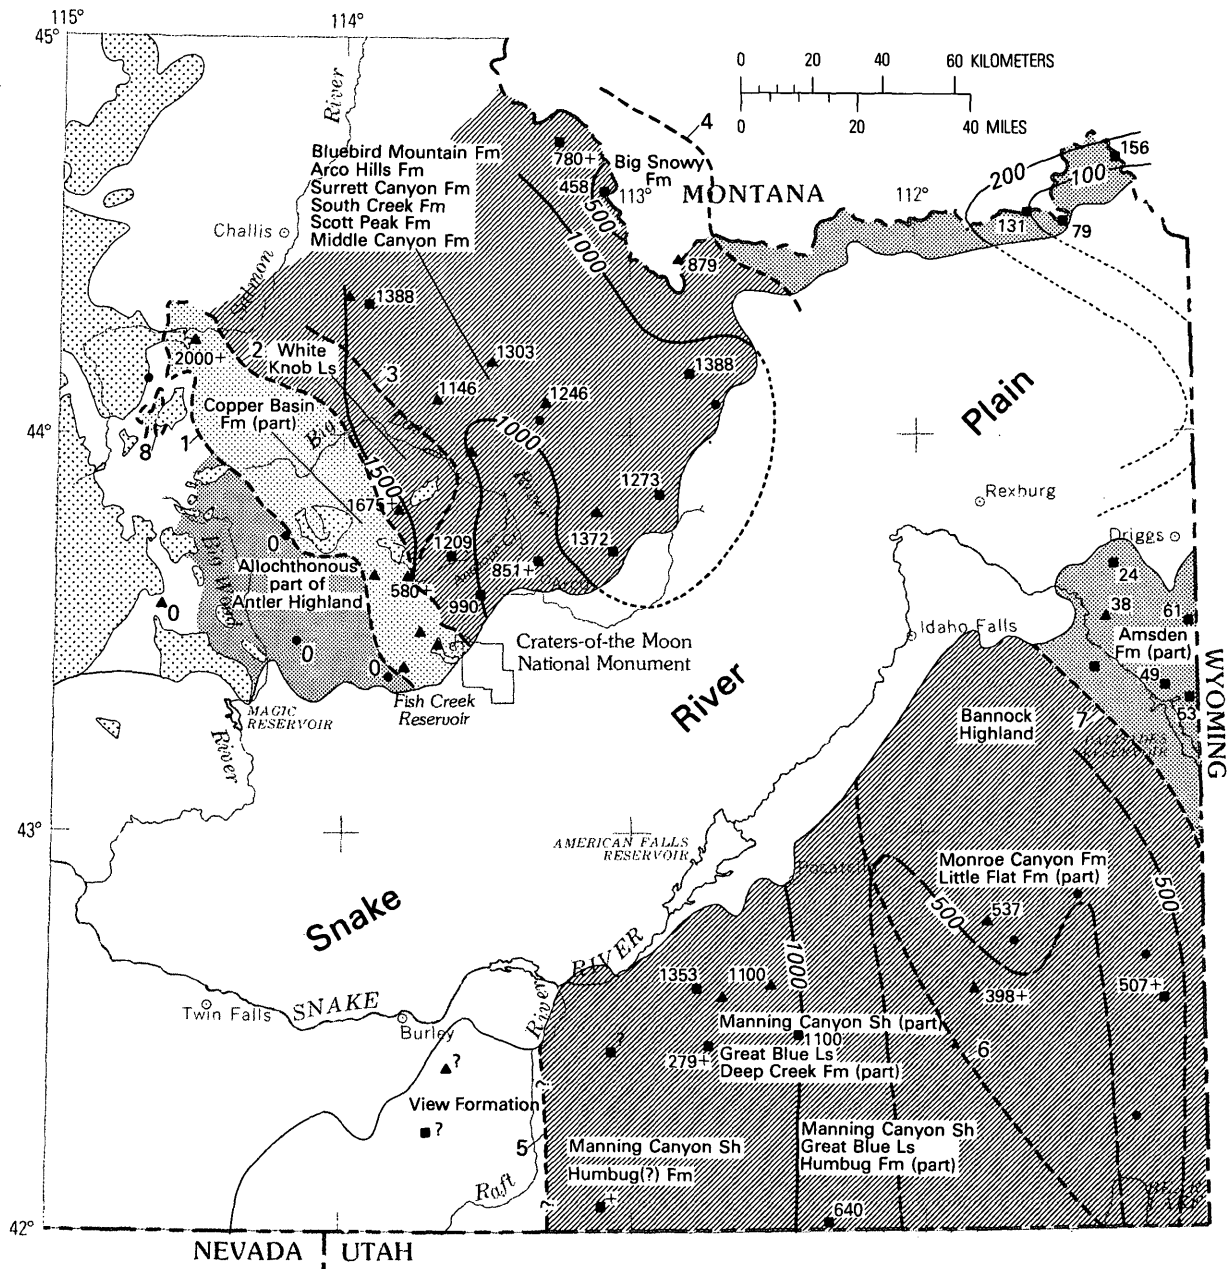 115°
114°
45°
0 20 40 60 KILOMETERS
0 20 40 MILES
River
4
Bluebird Mountain Fm
Arco Hills Fm
Surrett Canyon Fm
South Creek Fm
Scott Peak Fm
Middle Canyon Fm
780+
Big Snowy
Fm
458
113°
500
MONTANA
112°
200
100
156
131
79
Challis
Salmon
1000
879
1388
2000+
2
White
Knob Ls
3
1303
1146
1246
1388
Copper Basin
Fm (part)
Big
Lost
River
1000
Plain
44°
8
1
1500
1675+
1273
Rexburg
0
1209
1372
851+
Arco
Driggs
24
Allochthonous
part of
Antler Highland
580+
990
38
61
0
Big Wood
Idaho Falls
Amsden
Fm (part)
0
0
Craters-of-the Moon
National Monument
49
53
Fish Creek
Reservoir
MAGIC
RESERVOIR
River
River
Bannock
Highland
7
WYOMING
43°
AMERICAN FALLS
RESERVOIR
Pocatello
Monroe Canyon Fm
Little Flat Fm (part)
500
500
537
Snake
RIVER
1353
1100
1000
398+
507+
Twin Falls
SNAKE
Burley
River
Manning Canyon Sh (part)
1100
?
279+
Great Blue Ls
Deep Creek Fm (part)
6
?
?
View Formation
?
5
Manning Canyon Sh
Humbug(?) Fm
Manning Canyon Sh
Great Blue Ls
Humbug Fm (part)
Raft
?
+
640
42°
NEVADA UTAH